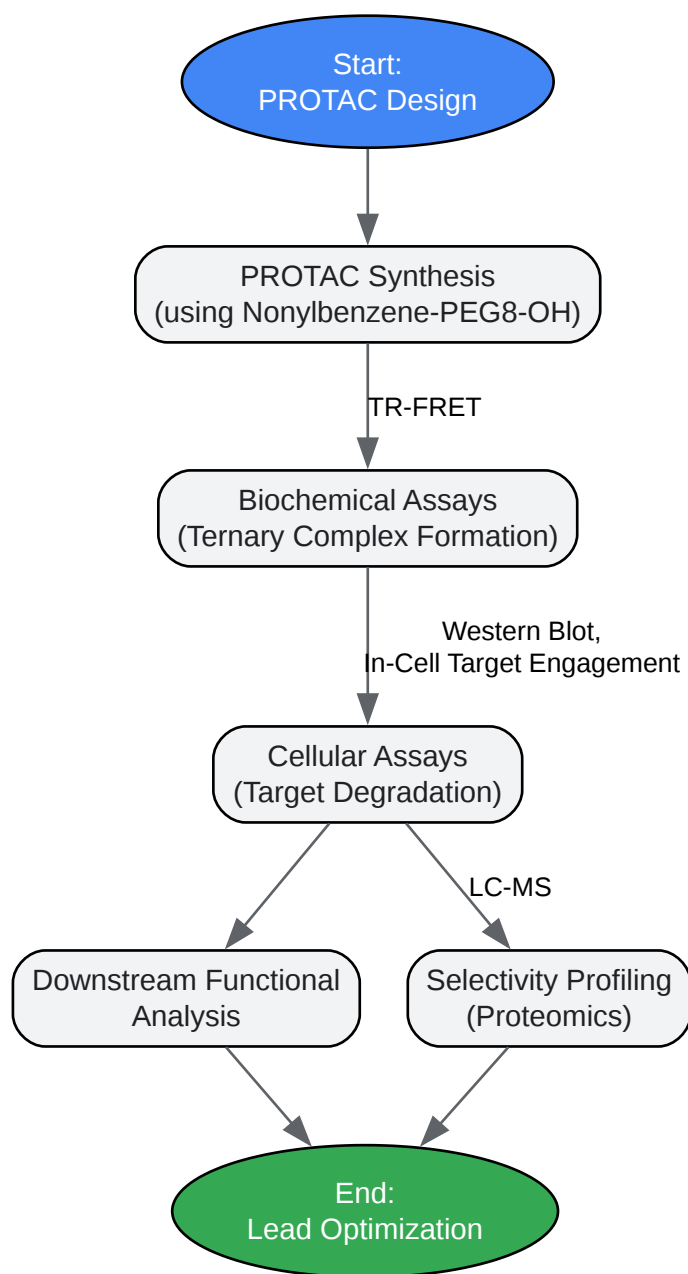 Start:
PROTAC Design
PROTAC Synthesis
(using Nonylbenzene-PEG8-OH)
TR-FRET
Biochemical Assays
(Ternary Complex Formation)
Western Blot,
In-Cell Target Engagement
Cellular Assays
(Target Degradation)
LC-MS
Downstream Functional
Analysis
Selectivity Profiling
(Proteomics)
End:
Lead Optimization